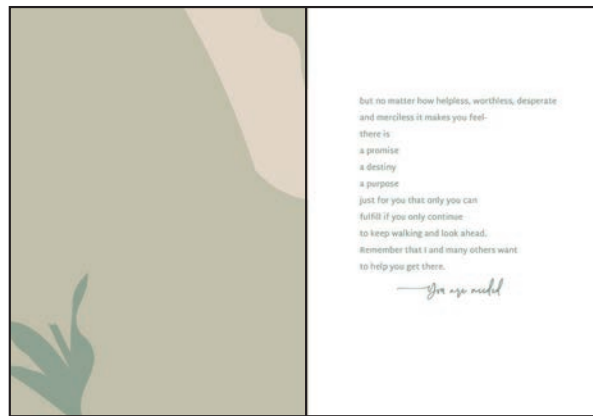 but no matter how helpless, worthless, desperate
and merciless it makes you feel-
there is
a promise
a destiny
a purpose
just for you that only you can
fulfill if you only continue
to keep walking and look ahead.
Remember that I and many others want
to help you get there.
You are needed